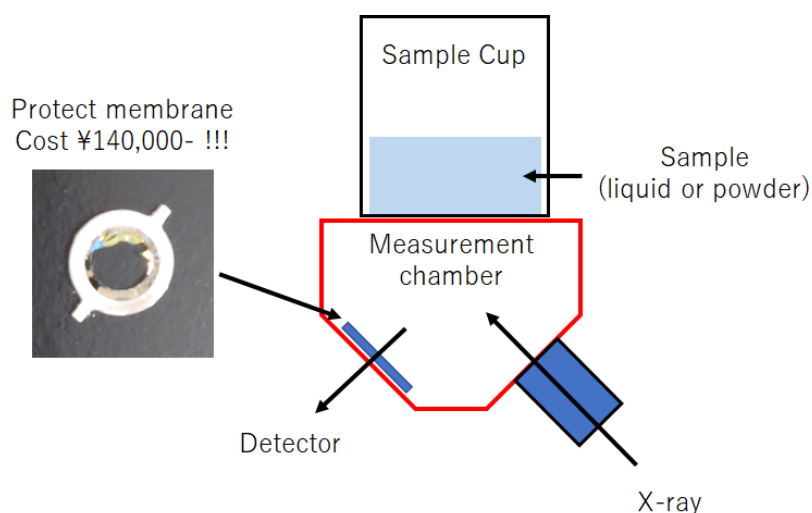 Sample Cup
Protect membrane
Cost ¥140,000- !!!
Sample
(liquid or powder)
Measurement
chamber
Detector
X-ray